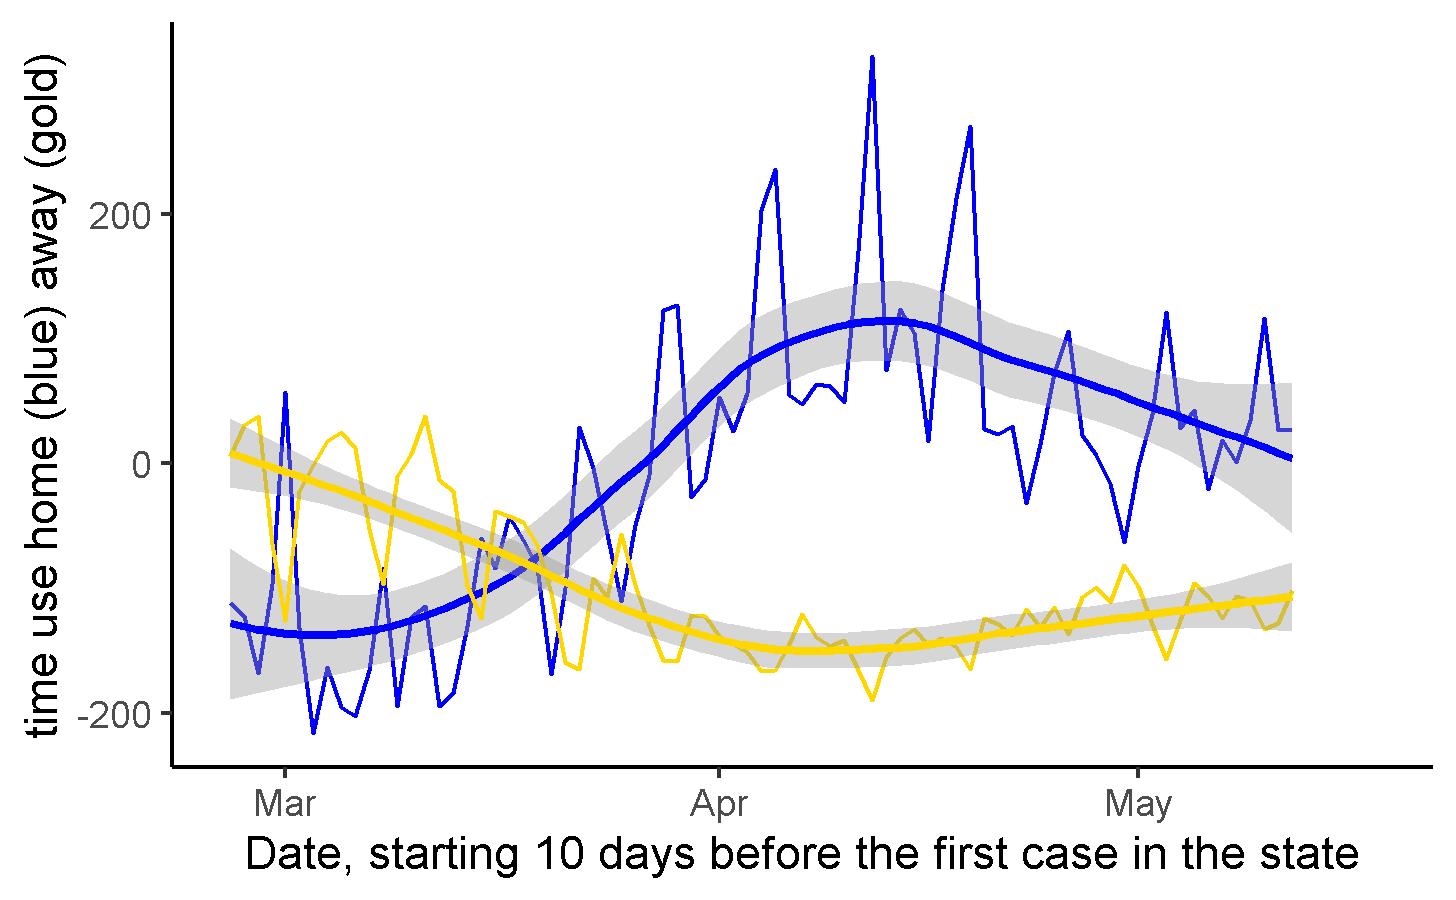 time use home (blue) away (gold)
200
0
-200
Mar Apr May
Date, starting 10 days before the first case in the state